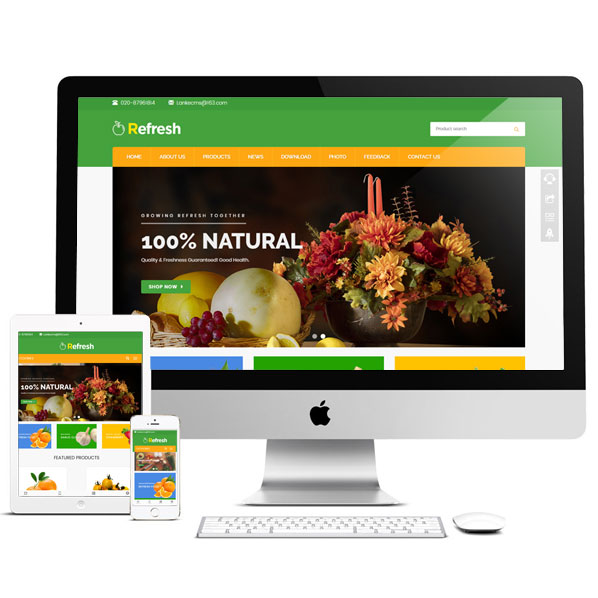 020-87961814 Lankecms@163.com
Refresh
Product search
HOME ABOUT US PRODUCTS NEWS DOWNLOAD PHOTO FEEDBACK CONTACT US
GROWING REFRESH TOGETHER
100% NATURAL
Quality & Freshness Guaranteed! Good Health.
SHOP NOW
Refresh
100% NATURAL
FEATURED PRODUCTS
Refresh